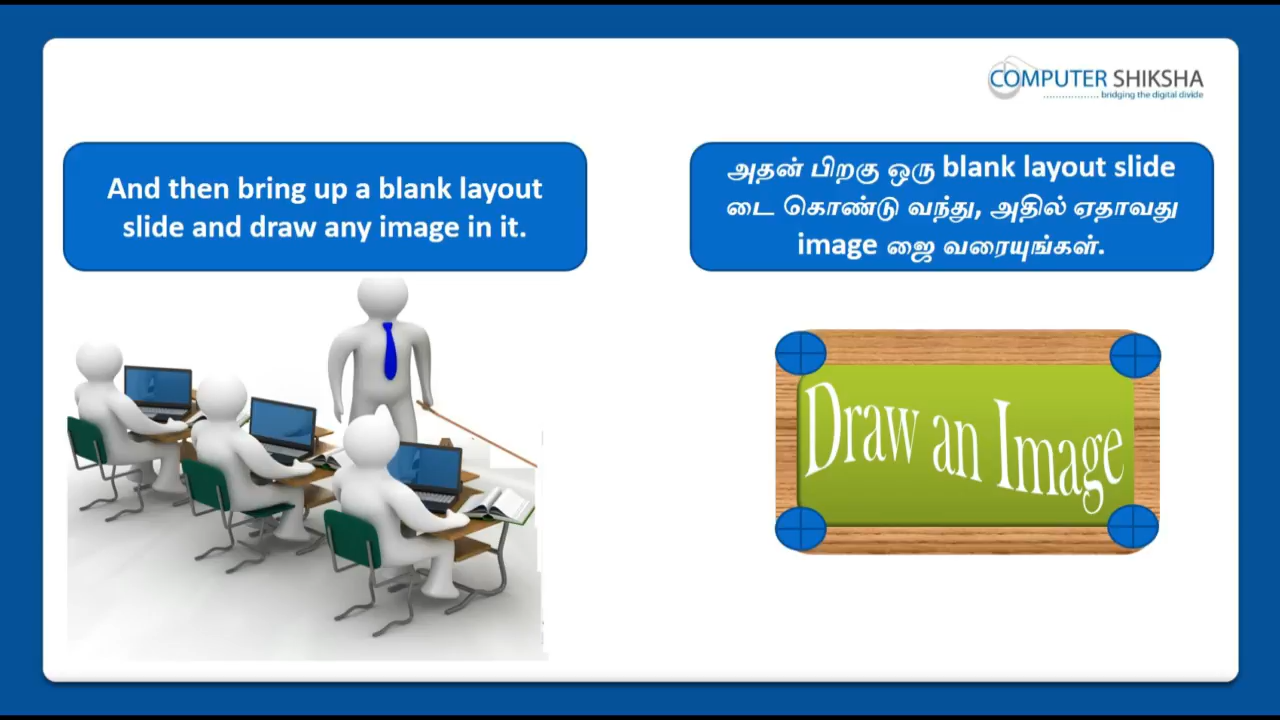 COMPUTER SHIKSHA
bridging the digital divide
And then bring up a blank layout
slide and draw any image in it.
அதன் பிறகு ஒரு blank layout slide
டை கொண்டு வந்து, அதில் ஏதாவது
image ஜை வரையுங்கள்.
Draw an Image